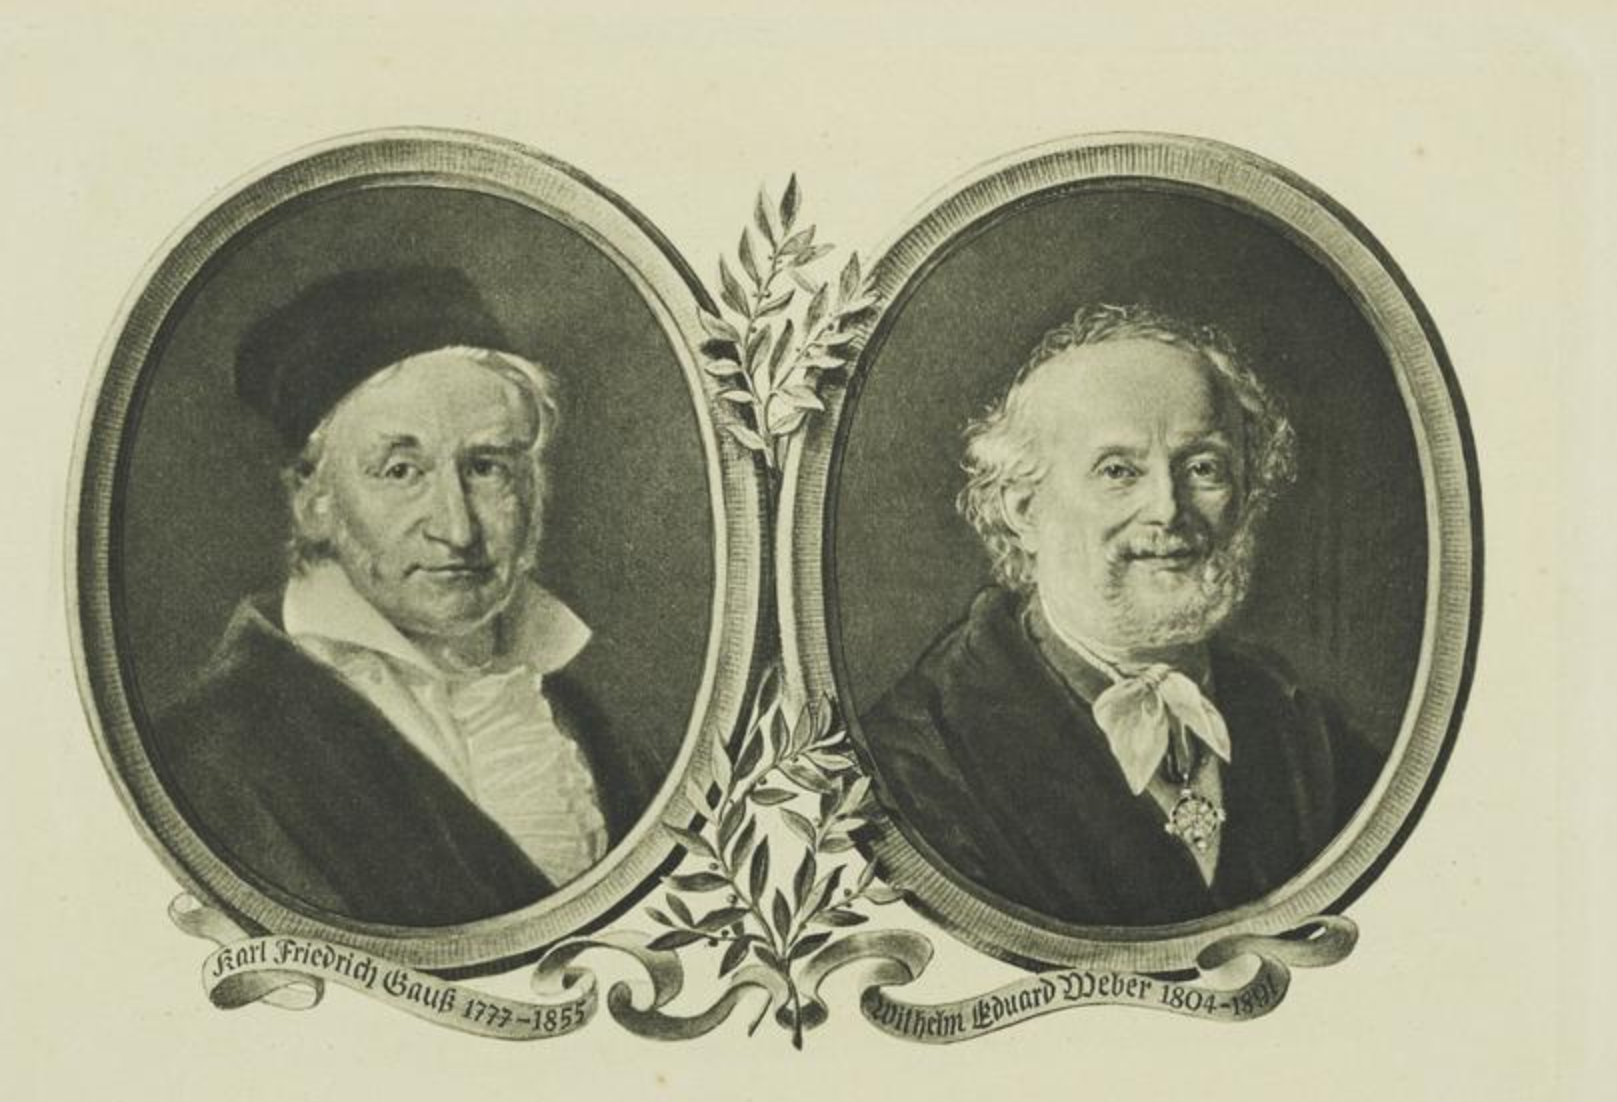 Karl Friedrich Gauß 1777–1855
Wilhelm Eduard Weber 1804–1891